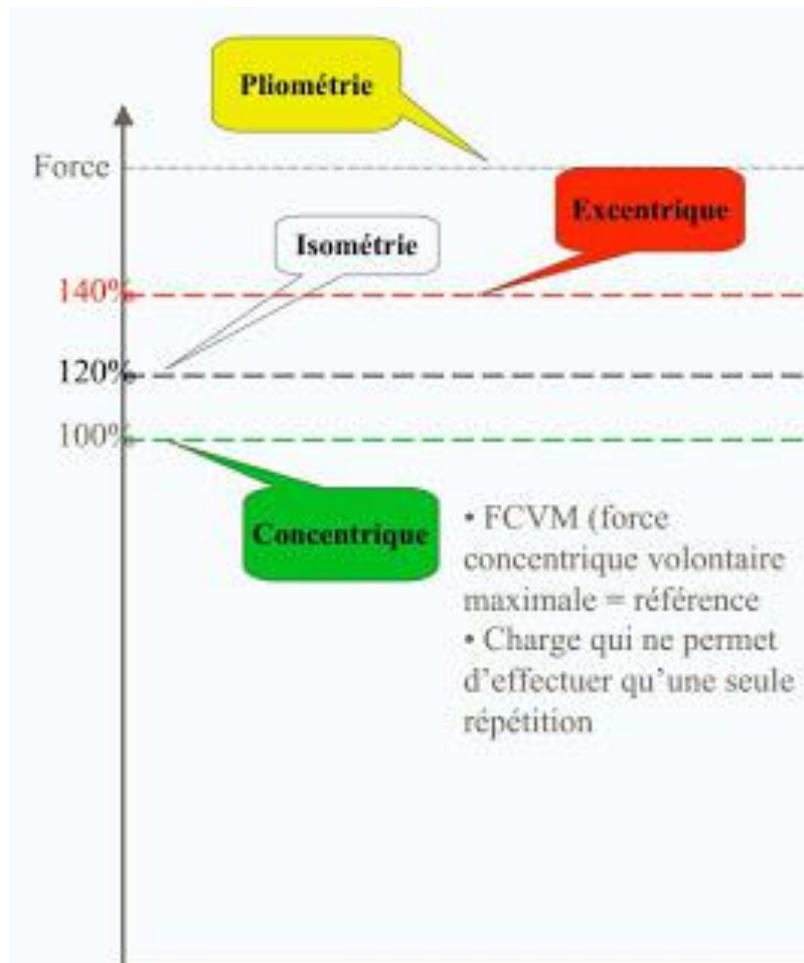 Pliométrie
Force
Excentrique
Isométrie
140%
120%
100%
Concentrique
• FCVM (force
concentrique volontaire
maximale = référence
• Charge qui ne permet
d’effectuer qu’une seule
répétition